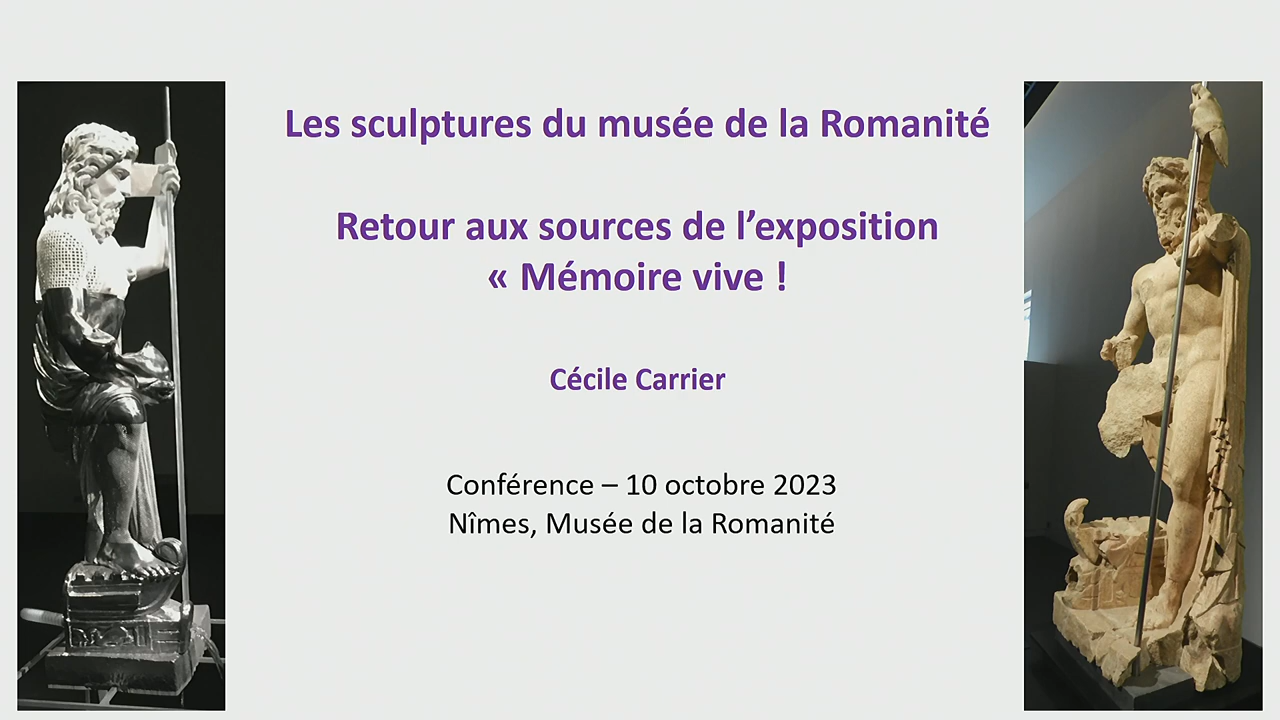 Les sculptures du musée de la Romanité
Retour aux sources de l’exposition
« Mémoire vive !
Cécile Carrier
Conférence – 10 octobre 2023
Nîmes, Musée de la Romanité